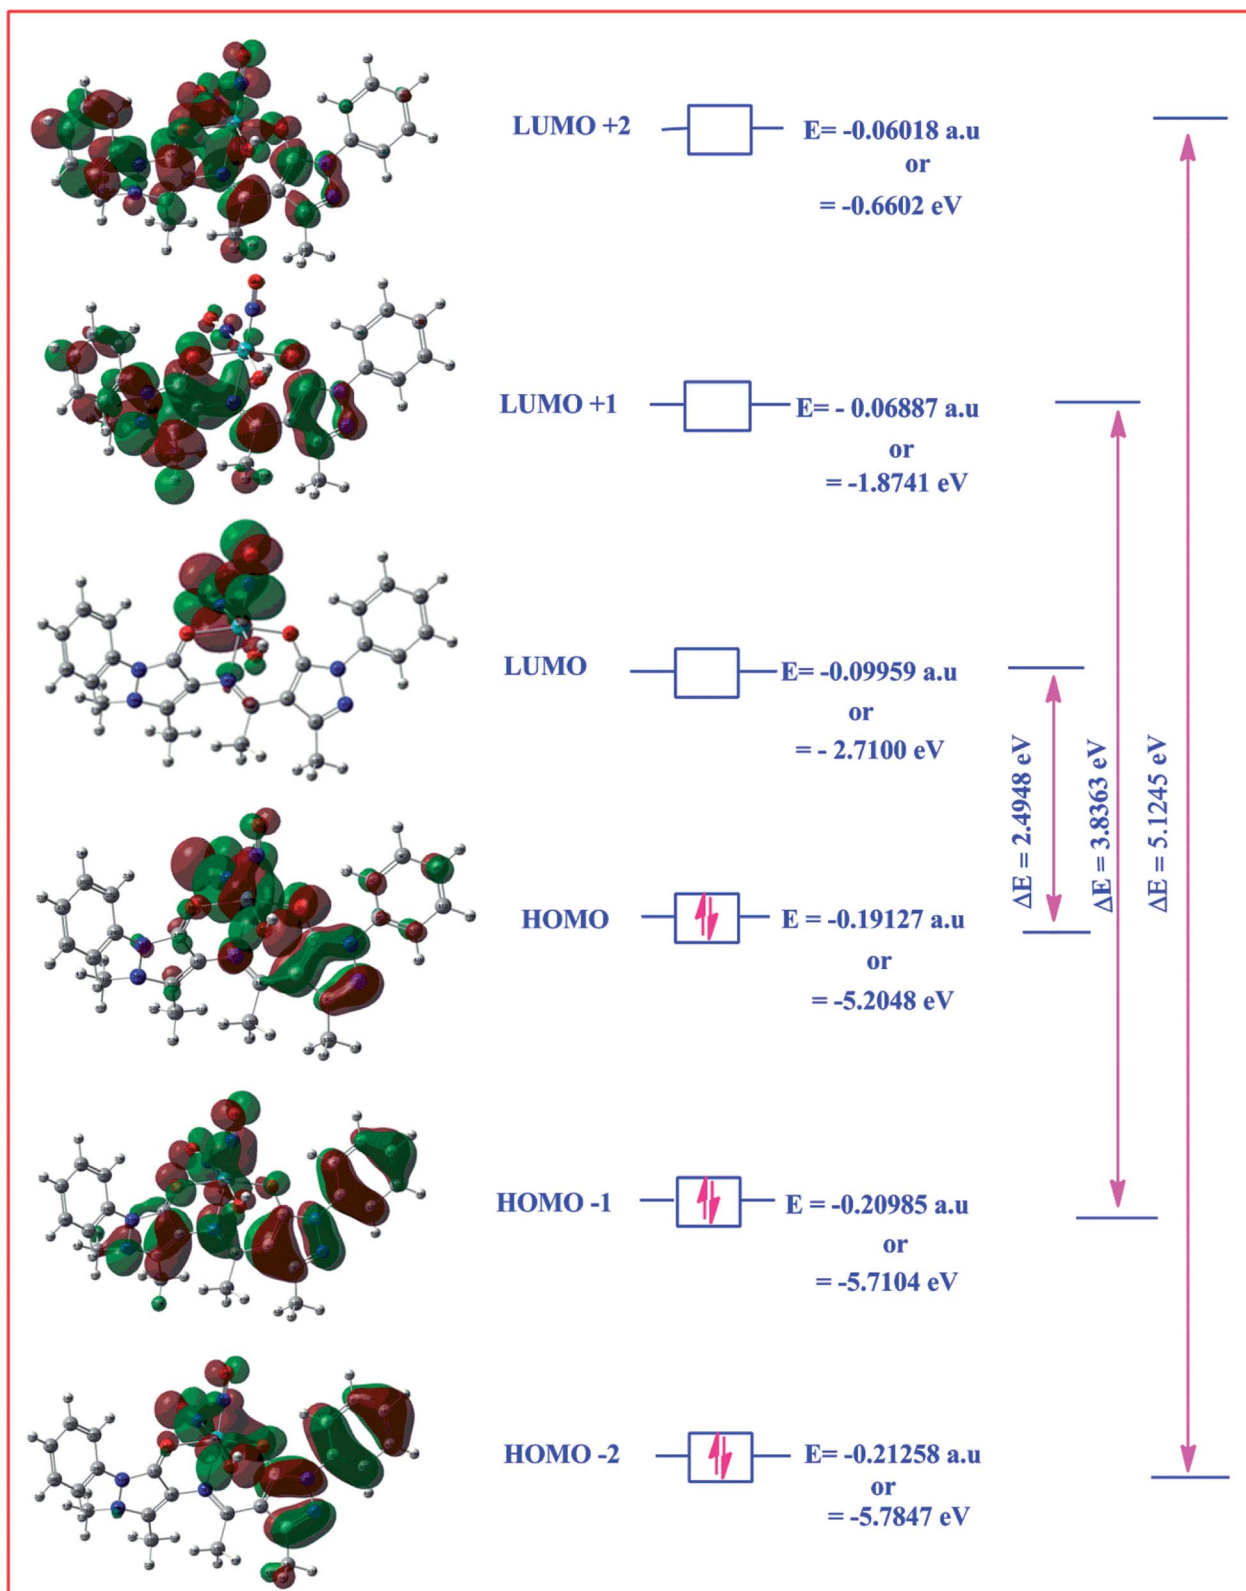 LUMO +2
E= -0.06018 a.u
or
= -0.6602 eV
LUMO +1
E= - 0.06887 a.u
or
= -1.8741 eV
LUMO
E= -0.09959 a.u
or
= - 2.7100 eV
ΔE = 2.4948 eV
ΔE = 3.8363 eV
ΔE = 5.1245 eV
HOMO
E = -0.19127 a.u
or
= -5.2048 eV
HOMO -1
E = -0.20985 a.u
or
= -5.7104 eV
HOMO -2
E= -0.21258 a.u
or
= -5.7847 eV